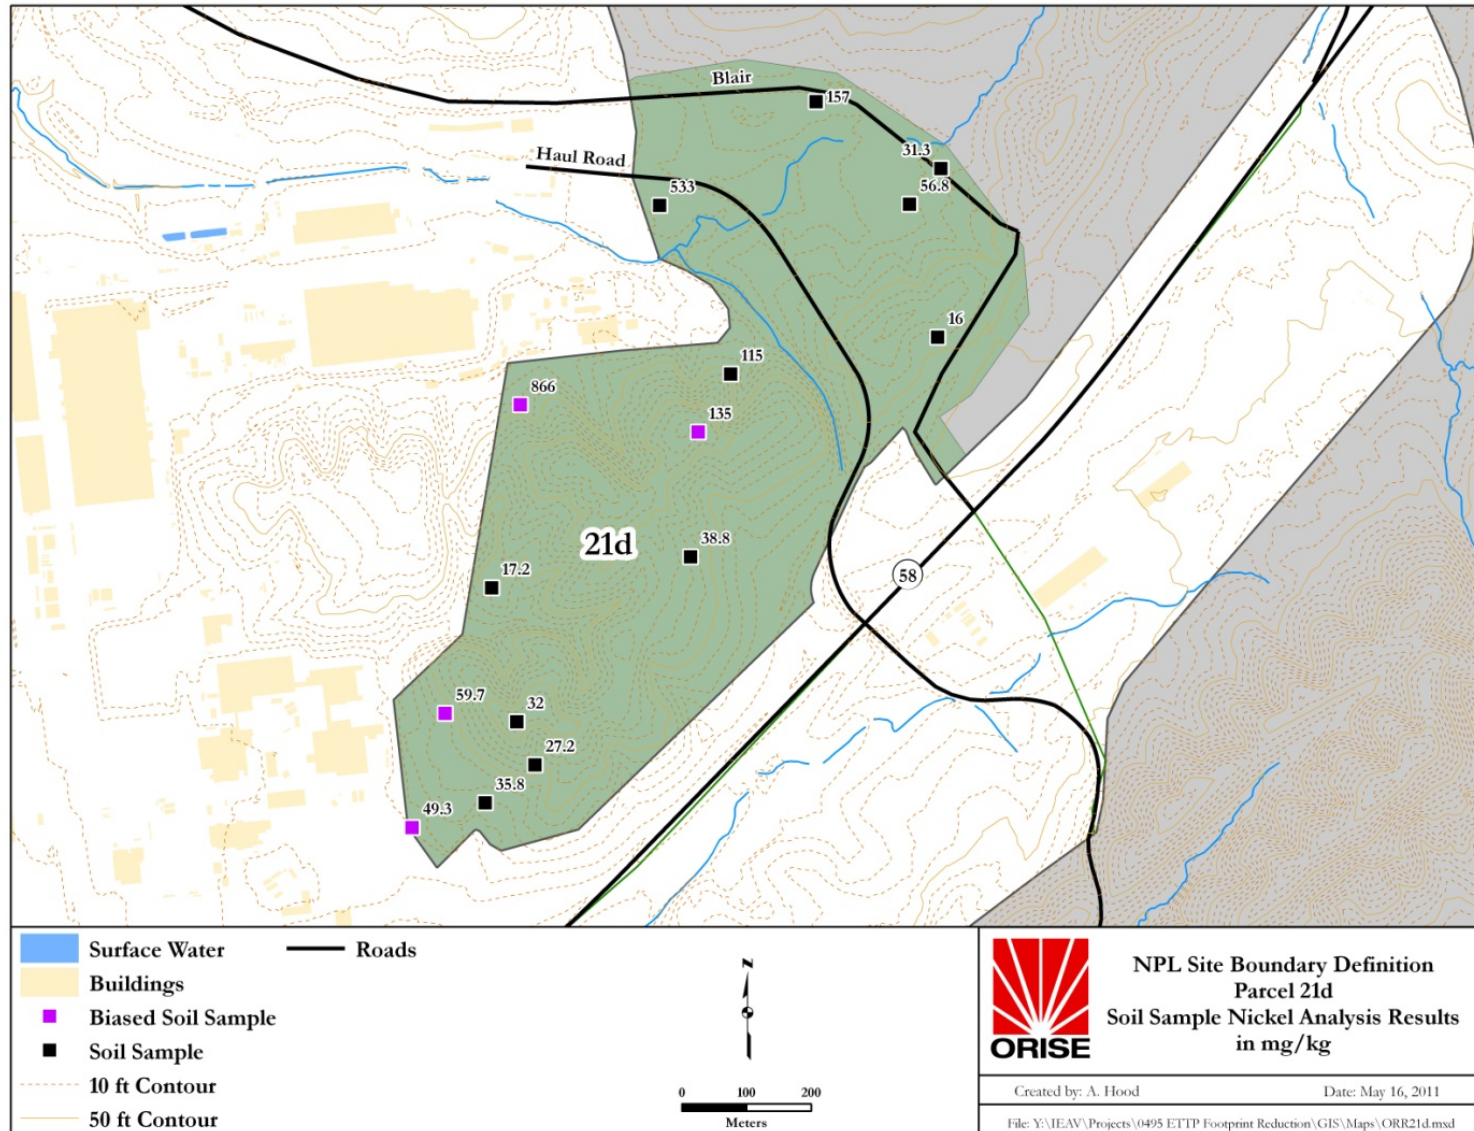 Blair
157
Haul Road
31.3
533
56.8
16
115
866
135
21d
38.8
17.2
58
59.7
32
27.2
35.8
49.3
Surface Water
Roads
Buildings
Biased Soil Sample
Soil Sample
10 ft Contour
50 ft Contour
N
0 100 200
Meters
ORISE
NPL Site Boundary Definition
Parcel 21d
Soil Sample Nickel Analysis Results
in mg/kg
Created by: A. Hood
Date: May 16, 2011
File: Y:\IEAV\Projects\0495 ETTP Footprint Reduction\GIS\Maps\ORR21d.mxd